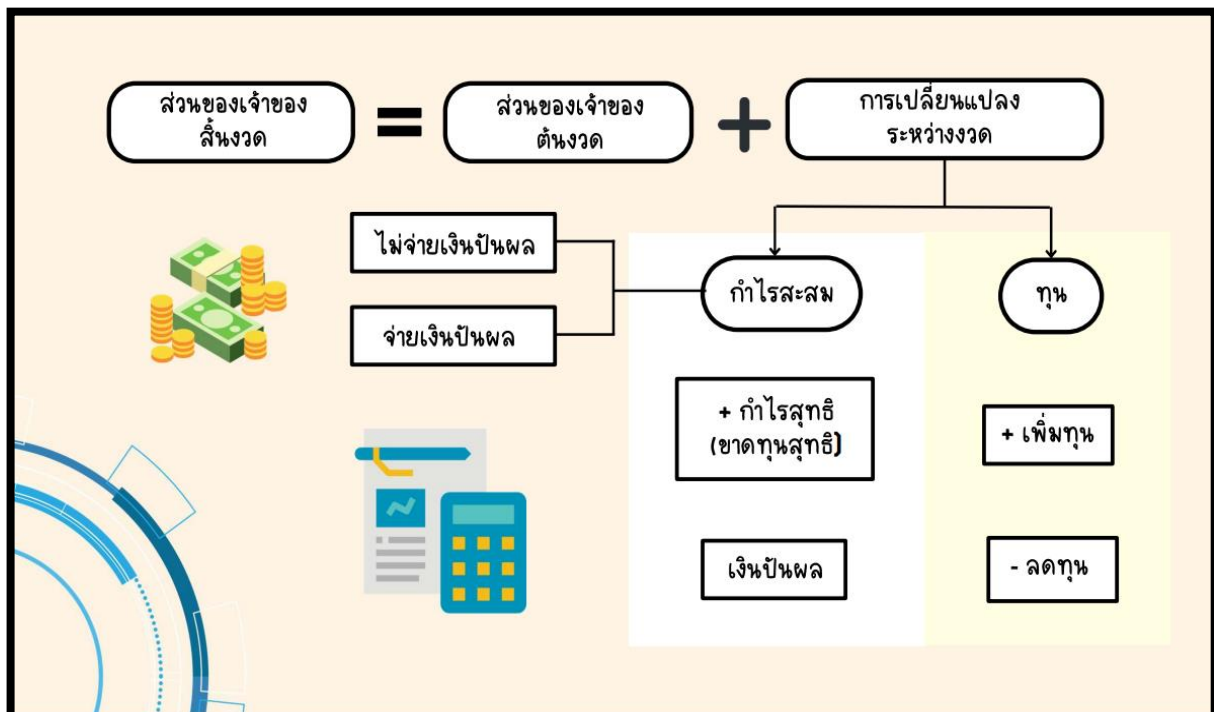 ส่วนของเจ้าของ
สิ้นงวด
=
ส่วนของเจ้าของ
ต้นงวด
+
การเปลี่ยนแปลง
ระหว่างงวด
ไม่จ่ายเงินปันผล
จ่ายเงินปันผล
กำไรสะสม
ทุน
+ กำไรสุทธิ
(ขาดทุนสุทธิ)
+ เพิ่มทุน
เงินปันผล
- ลดทุน